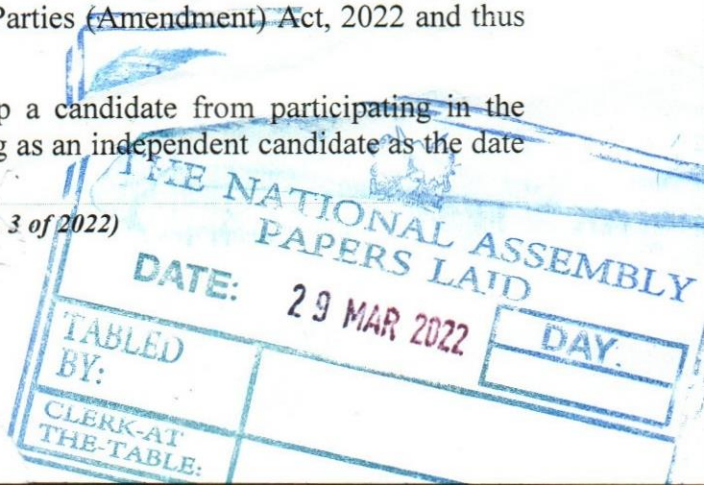 Parties (Amendment) Act, 2022 and thus
p a candidate from participating in the
g as an independent candidate as the date
3 of 2022)
THE NATIONAL ASSEMBLY
PAPERS LAID
DATE: 29 MAR 2022
DAY.
TABLED
BY:
CLERK-AT
THE-TABLE: